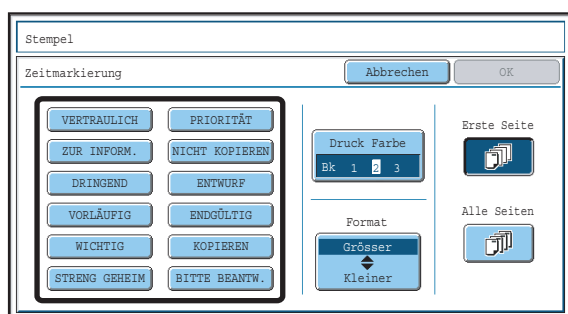 Stempel
Zeitmarkierung
Abbrechen
OK
VERTRAULICH
PRIORITÄT
ZUR INFORM.
NICHT KOPIEREN
DRINGEND
ENTWURF
VORLÄUFIG
ENDGÜLTIG
WICHTIG
KOPIEREN
STRENG GEHEIM
BITTE BEANTW.
Druck Farbe
Bk 1 2 3
Format
Grösser
Kleiner
Erste Seite
Alle Seiten